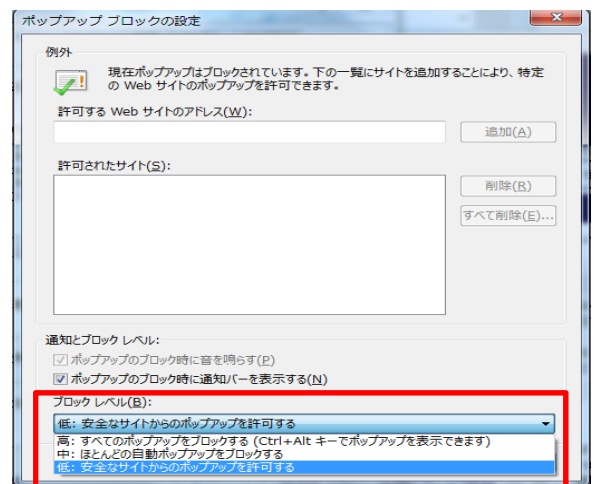 ポップアップ ブロックの設定
例外
現在ポップアップはブロックされています。下の一覧にサイトを追加することにより、特定
の Web サイトのポップアップを許可できます。
許可する Web サイトのアドレス(W):
追加(A)
許可されたサイト(S):
削除(R)
すべて削除(E)...
通知とブロック レベル:
ポップアップのブロック時に音を鳴らす(P)
ポップアップのブロック時に通知バーを表示する(N)
ブロック レベル(B):
低: 安全なサイトからのポップアップを許可する
高: すべてのポップアップをブロックする (Ctrl+Alt キーでポップアップを表示できます)
中: ほとんどの自動ポップアップをブロックする
低: 安全なサイトからのポップアップを許可する